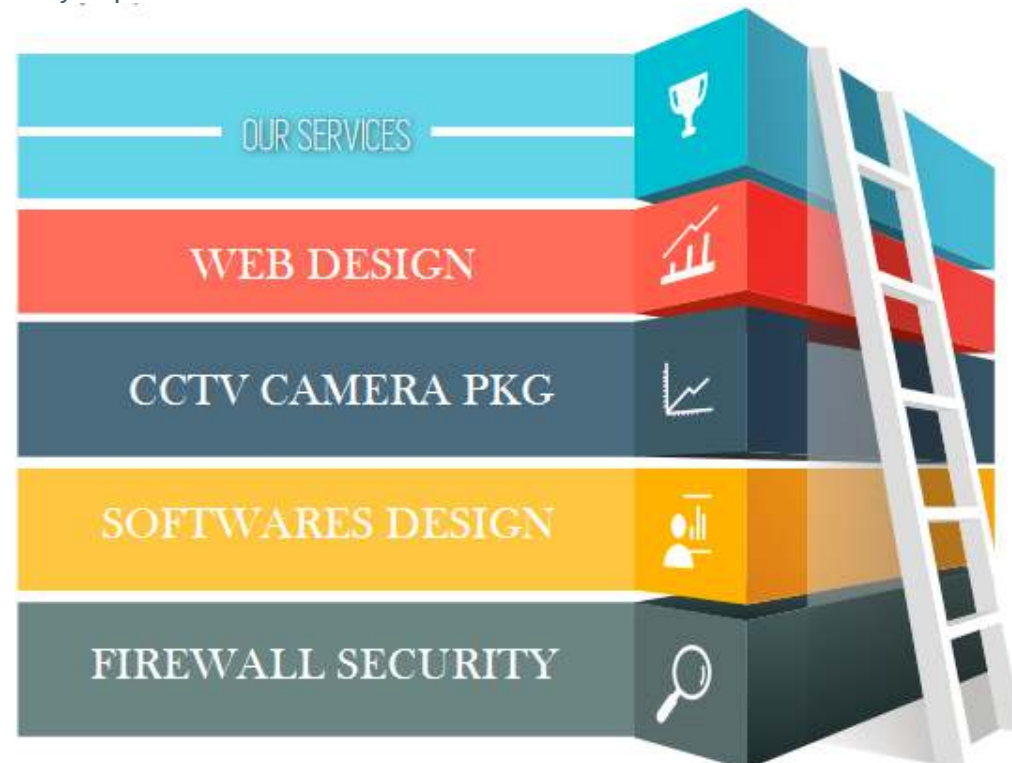 OUR SERVICES
WEB DESIGN
CCTV CAMERA PKG
SOFTWARES DESIGN
FIREWALL SECURITY